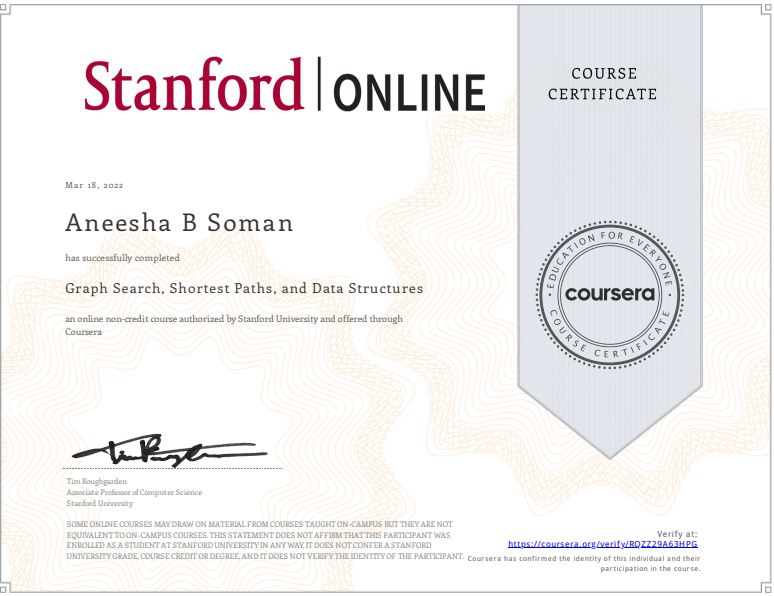 Stanford | ONLINE
COURSE
CERTIFICATE
Mar 18, 2022
Aneesha B Soman
has successfully completed
Graph Search, Shortest Paths, and Data Structures
an online non-credit course authorized by Stanford University and offered through
Coursera
EDUCATION FOR EVERYONE
coursera
COURSE CERTIFICATE
Tim Roughgarden
Associate Professor of Computer Science
Stanford University
SOME ONLINE COURSES MAY DRAW ON MATERIAL FROM COURSES TAUGHT ON-CAMPUS BUT THEY ARE NOT
EQUIVALENT TO ON-CAMPUS COURSES. THIS STATEMENT DOES NOT AFFIRM THAT THIS PARTICIPANT WAS
ENROLLED AS A STUDENT AT STANFORD UNIVERSITY IN ANY WAY. IT DOES NOT CONFER A STANFORD
UNIVERSITY GRADE, COURSE CREDIT OR DEGREE, AND IT DOES NOT VERIFY THE IDENTITY OF THE PARTICIPANT.
Verify at:
https://coursera.org/verify/RQZZ29A63HPG
Coursera has confirmed the identity of this individual and their
participation in the course.